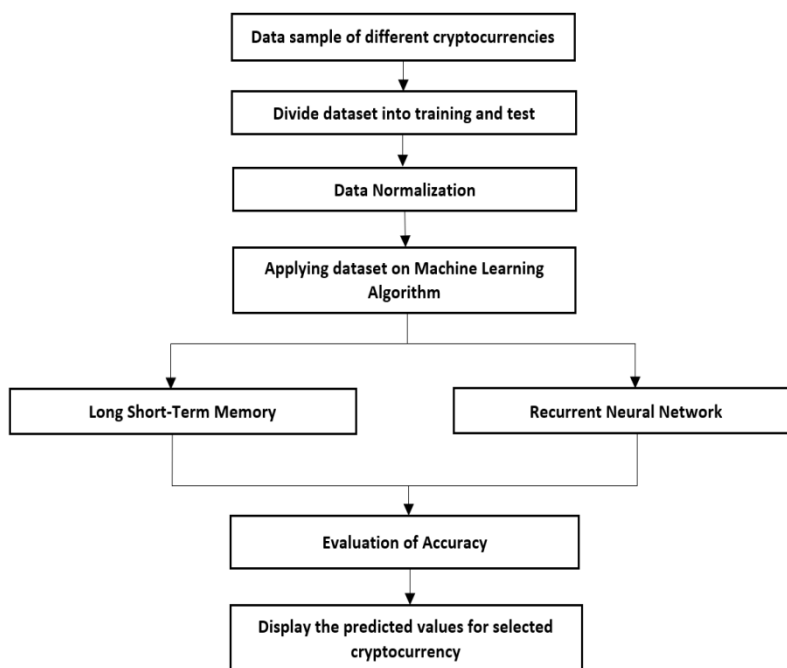 Data sample of different cryptocurrencies
Divide dataset into training and test
Data Normalization
Applying dataset on Machine Learning
Algorithm
Long Short-Term Memory
Recurrent Neural Network
Evaluation of Accuracy
Display the predicted values for selected
cryptocurrency